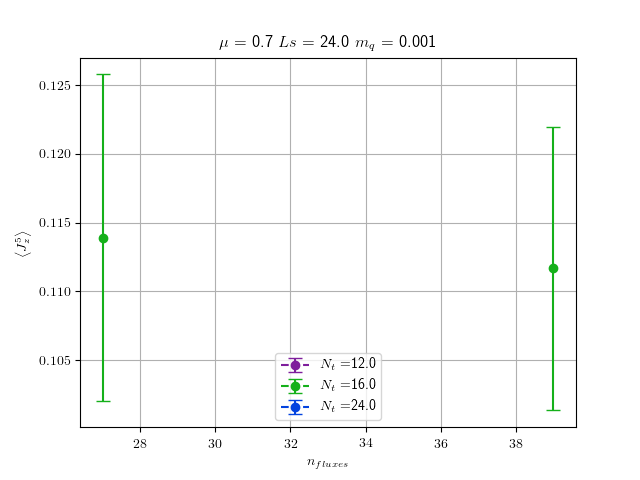 μ = 0.7 Ls = 24.0 m_q = 0.001
0.125
0.120
0.115
0.110
0.105
⟨J_z^5⟩
28 30 32 34 36 38
n_fluxes
N_t =12.0
N_t =16.0
N_t =24.0